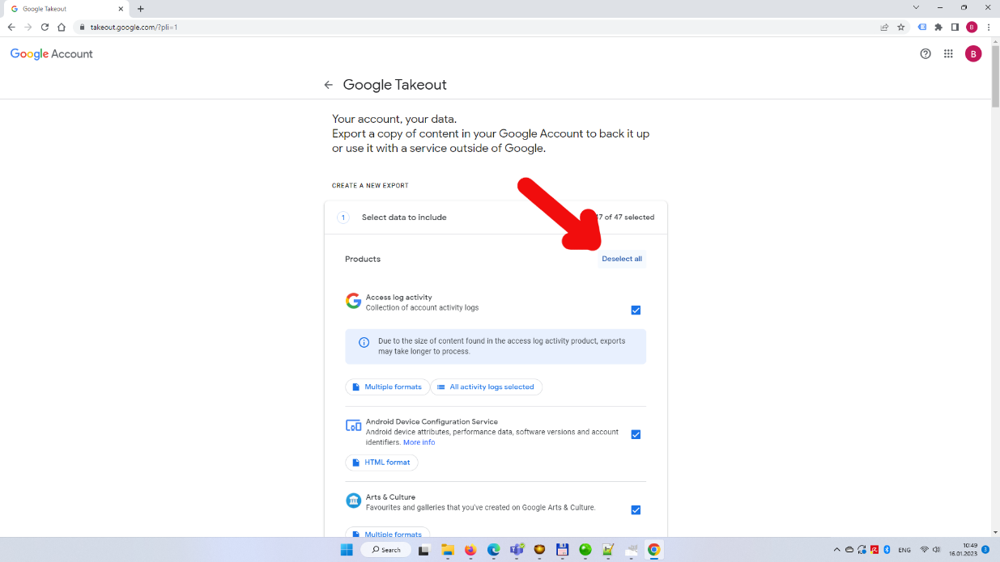 Google Takeout
takeout.google.com/?pli=1
B
Google Account
B
Google Takeout
Your account, your data.
Export a copy of content in your Google Account to back it up
or use it with a service outside of Google.
CREATE A NEW EXPORT
1 Select data to include
of 47 selected
Products
Deselect all
Access log activity
Collection of account activity logs
Due to the size of content found in the access log activity product, exports
may take longer to process.
Multiple formats
All activity logs selected
Android Device Configuration Service
Android device attributes, performance data, software versions and account
identifiers. More info
HTML format
Arts & Culture
Favourites and galleries that you've created on Google Arts & Culture.
Multiple formats
Search
ENG
10:49
16.01.2023
3